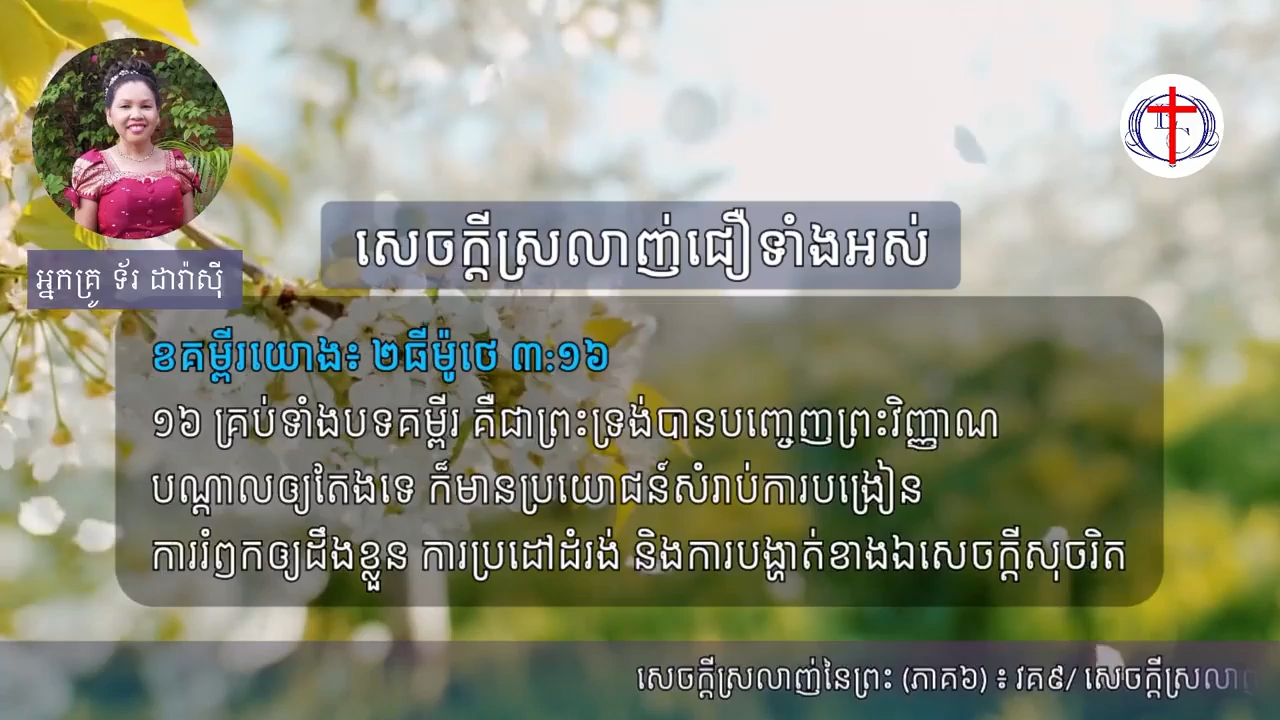 អ្នកគ្រូ ទ័រ ដារ៉ាស៊ី
សេចក្ដីស្រលាញ់ជឿទាំងអស់
ខគម្ពីរយោង៖ ២ធីម៉ូថេ ៣:១៦
១៦ គ្រប់ទាំងបទគម្ពីរ គឺជាព្រះទ្រង់បានបញ្ចេញព្រះវិញ្ញាណ
បណ្ដាលឲ្យតែងទេ ក៏មានប្រយោជន៍សំរាប់ការបង្រៀន
ការរំឭកឲ្យដឹងខ្លួន ការប្រដៅដំរង់ និងការបង្ហាត់ខាងឯសេចក្ដីសុចរិត
សេចក្ដីស្រលាញ់នៃព្រះ (ភាគ៦) ៖ វគ៩/ សេចក្ដីស្រលា